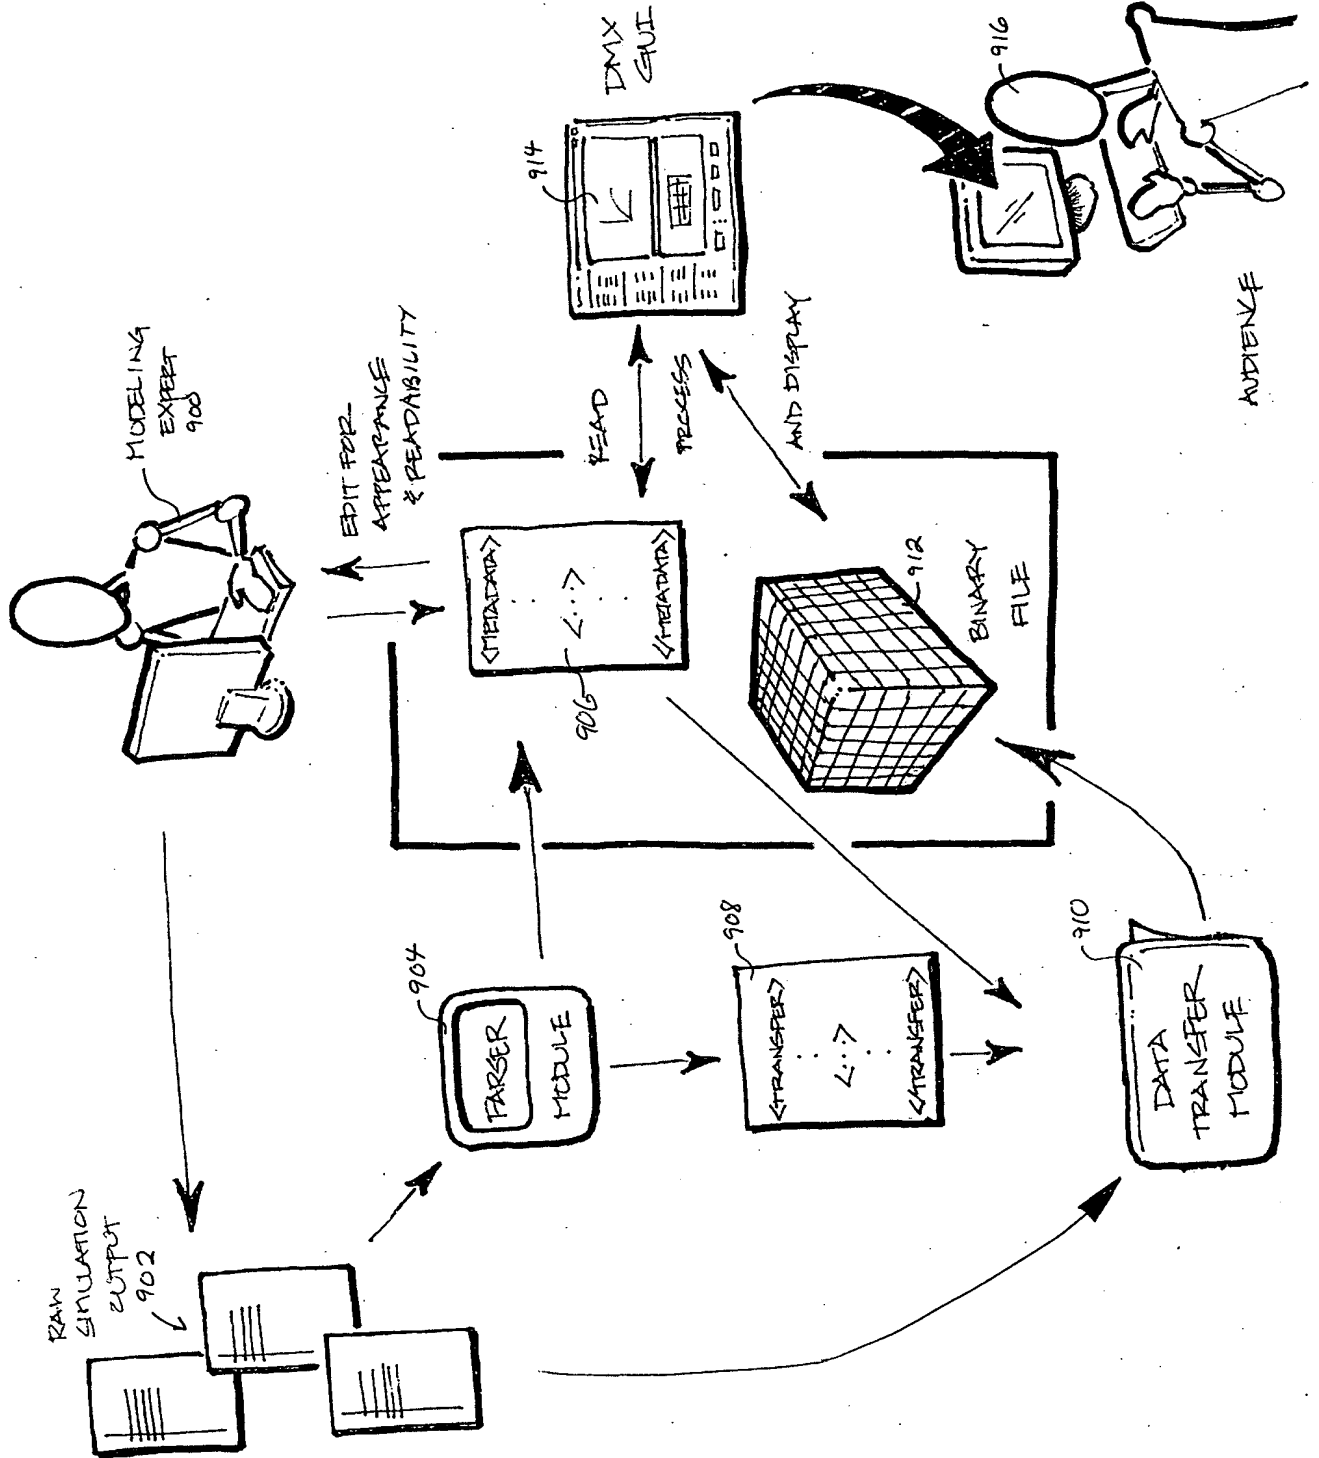 RAW
SIMULATION
OUTPUT
902
MODELING
EXPERT
900
EDIT FOR
APPEARANCE
& READABILITY
904
PARSER
MODULE
<METADATA>
<...>
</METADATA>
906
READ
PROCESS
AND DISPLAY
914
DMX
GUI
908
<TRANSFER>
<...>
</TRANSFER>
912
BINARY
FILE
910
DATA
TRANSFER
MODULE
916
AUDIENCE